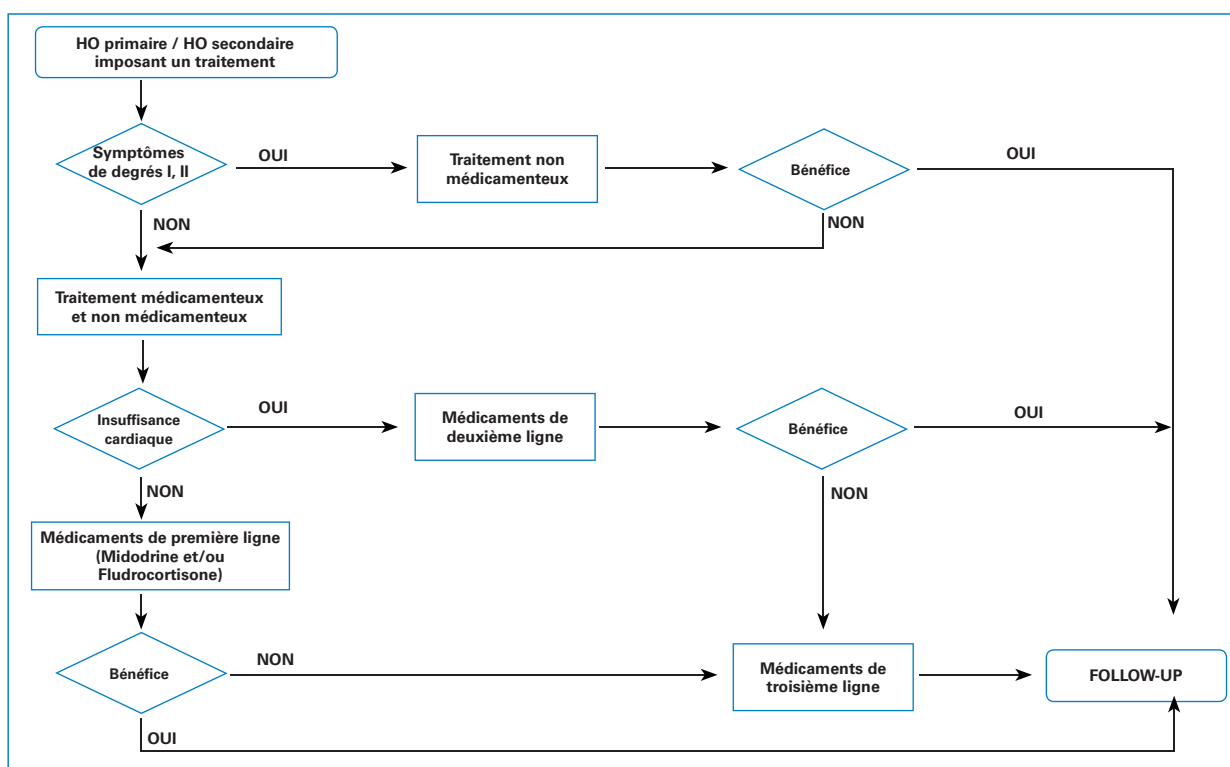 HO primaire / HO secondaire
imposant un traitement
Symptômes
de degrés I, II
OUI
Traitement non
médicamenteux
Bénéfice
OUI
NON
NON
Traitement médicamenteux
et non médicamenteux
Insuffisance
cardiaque
OUI
Médicaments de
deuxième ligne
Bénéfice
OUI
NON
NON
Médicaments de première ligne
(Midodrine et/ou
Fludrocortisone)
Bénéfice
NON
Médicaments de
troisième ligne
FOLLOW-UP
OUI